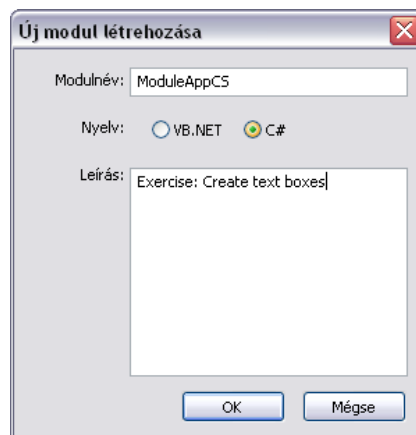 Új modul létrehozása
Modulnév: ModuleAppCS
Nyelv: VB.NET C#
Leírás: Exercise: Create text boxes
OK Mégse